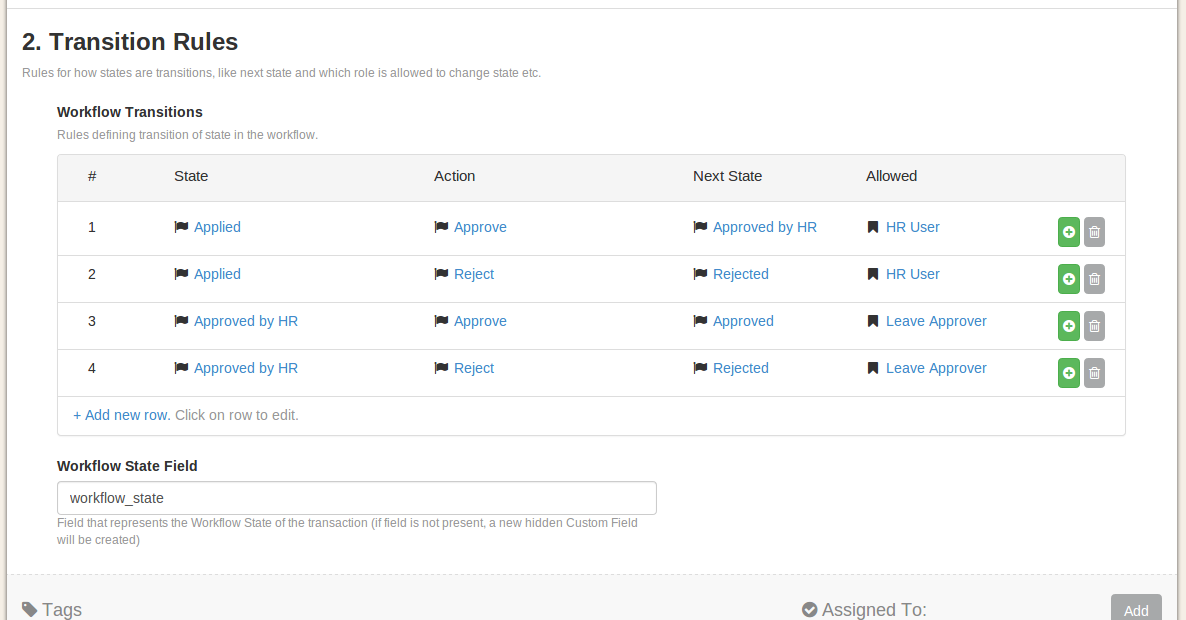 2. Transition Rules
Rules for how states are transitions, like next state and which role is allowed to change state etc.
Workflow Transitions
Rules defining transition of state in the workflow.
# State Action Next State Allowed
1 Applied Approve Approved by HR HR User
2 Applied Reject Rejected HR User
3 Approved by HR Approve Approved Leave Approver
4 Approved by HR Reject Rejected Leave Approver
+ Add new row. Click on row to edit.
Workflow State Field
workflow_state
Field that represents the Workflow State of the transaction (if field is not present, a new hidden Custom Field
will be created)
Tags Assigned To: Add